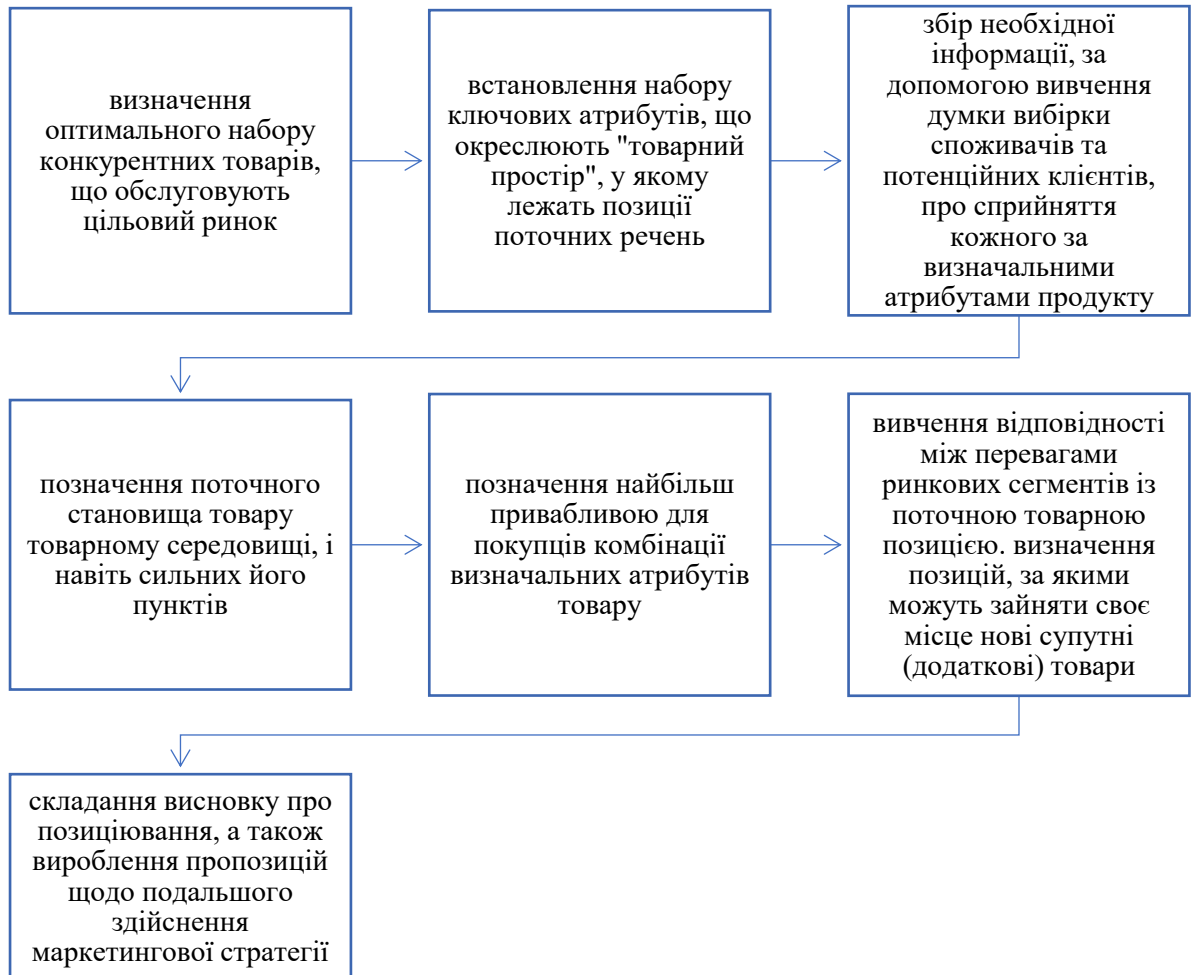 визначення
оптимального набору
конкурентних товарів,
що обслуговують
цільовий ринок
встановлення набору
ключових атрибутів, що
окреслюють "товарний
простір", у якому
лежать позиції
поточних речень
збір необхідної
інформації, за
допомогою вивчення
думки вибірки
споживачів та
потенційних клієнтів,
про сприйняття
кожного за
визначальними
атрибутами продукту
позначення поточного
становища товару
товарному середовищі, і
навіть сильних його
пунктів
позначення найбільш
привабливою для
покупців комбінації
визначальних атрибутів
товару
вивчення відповідності
між перевагами
ринкових сегментів із
поточною товарною
позицією. визначення
позицій, за якими
можуть зайняти своє
місце нові супутні
(додаткові) товари
складання висновку про
позиціювання, а також
вироблення пропозицій
щодо подальшого
здійснення
маркетингової стратегії